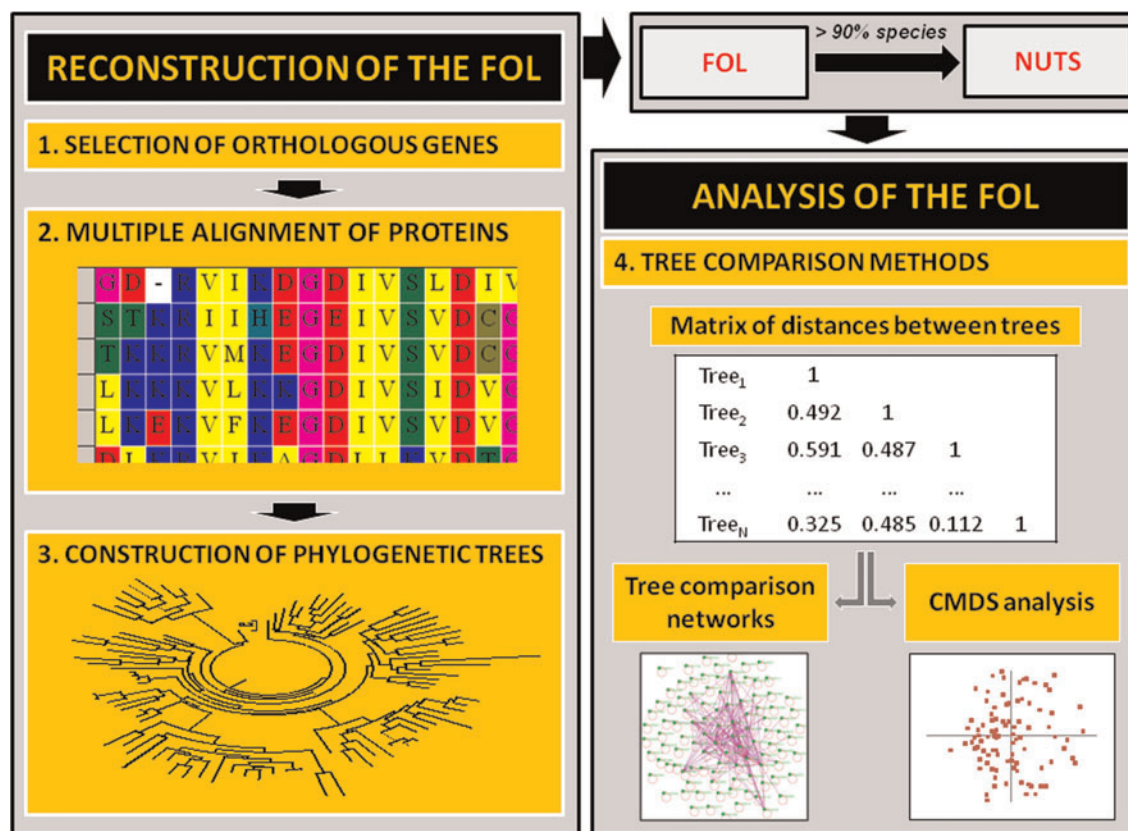 RECONSTRUCTION OF THE FOL
1. SELECTION OF ORTHOLOGOUS GENES
2. MULTIPLE ALIGNMENT OF PROTEINS
G D - R V I D G D I V S L D I V
S T I I H E G E I V S V D C
T V M E G D I V S V D C
L V L G D I V S I D V
L E V F E G D I V S V D V
3. CONSTRUCTION OF PHYLOGENETIC TREES
FOL
> 90% species
NUTS
ANALYSIS OF THE FOL
4. TREE COMPARISON METHODS
Matrix of distances between trees
Tree1 1
Tree2 0.492 1
Tree3 0.591 0.487 1
... ... ... ...
TreeN 0.325 0.485 0.112 1
Tree comparison
networks
CMDS analysis